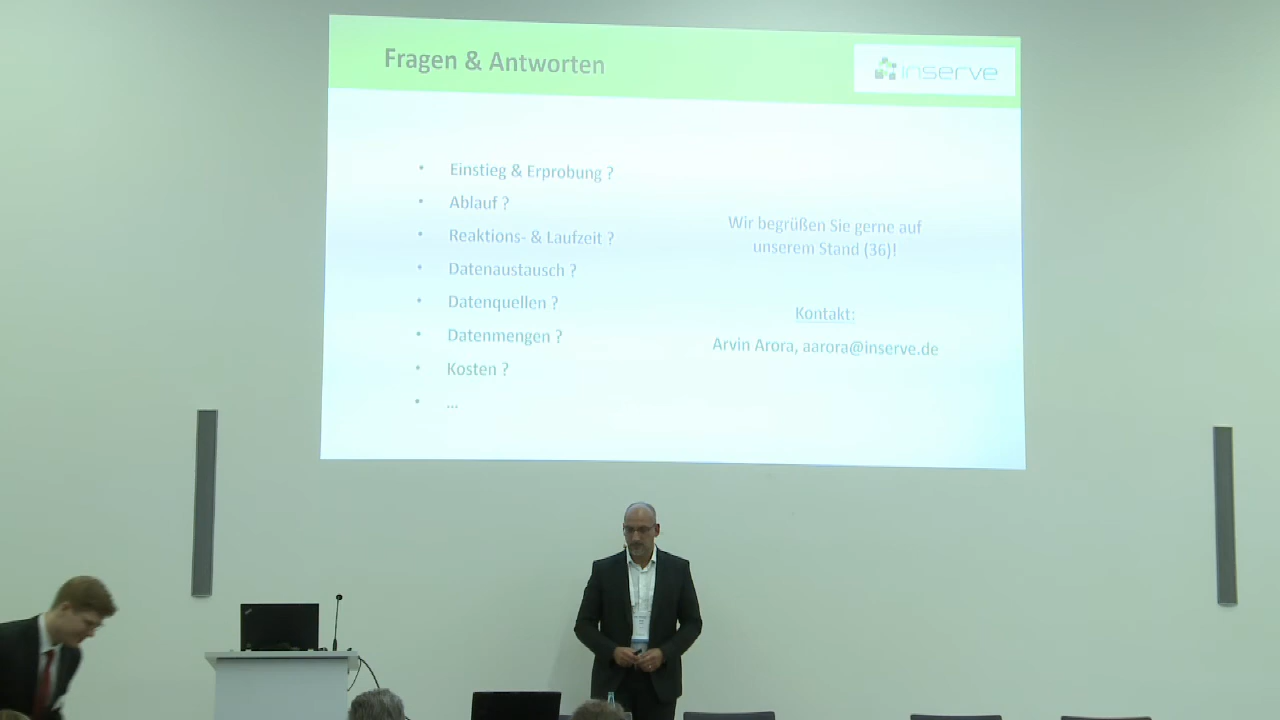 Fragen & Antworten
inserve
• Einstieg & Erprobung ?
• Ablauf ?
• Reaktions- & Laufzeit ?
• Datenaustausch ?
• Datenquellen ?
• Datenmengen ?
• Kosten ?
• ...
Wir begrüßen Sie gerne auf
unserem Stand (36)!
Kontakt:
Arvin Arora, aarora@inserve.de